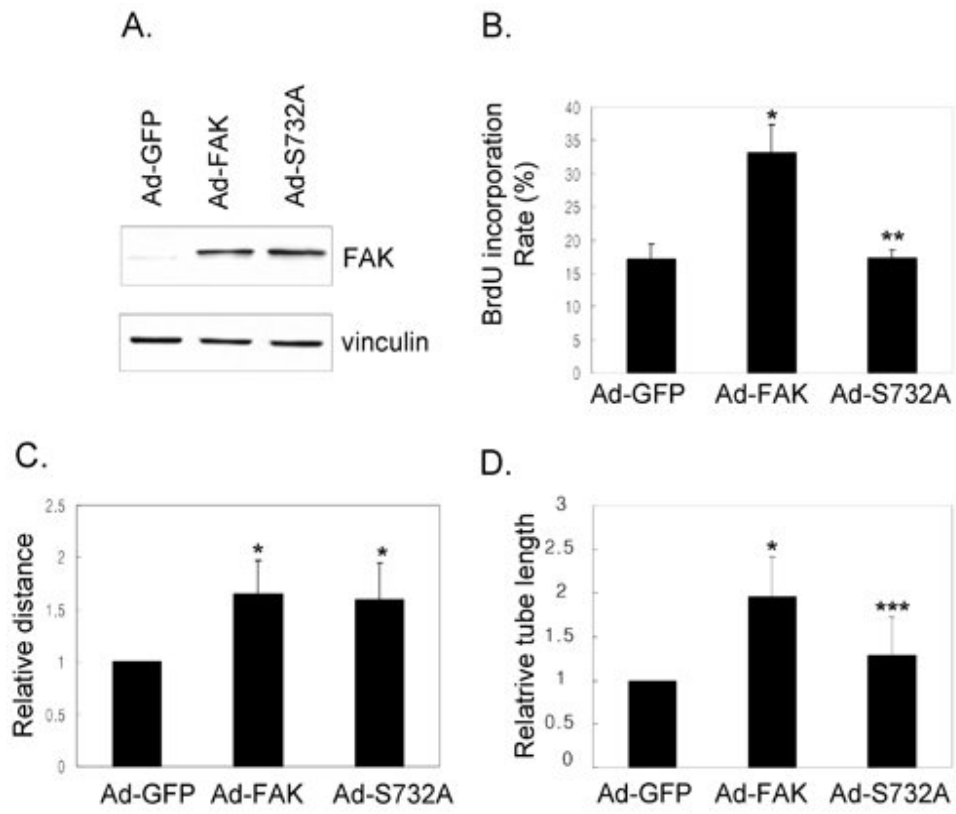 A.
Ad-GFP
Ad-FAK
Ad-S732A
FAK
vinculin
B.
BrdU incorporation
Rate (%)
40
35
30
25
20
15
10
5
0
*
**
Ad-GFP Ad-FAK Ad-S732A
C.
Relative distance
2.5
2
1.5
1
0.5
0
*
*
Ad-GFP Ad-FAK Ad-S732A
D.
Relatrive tube length
3
2.5
2
1.5
1
0.5
0
*
***
Ad-GFP Ad-FAK Ad-S732A